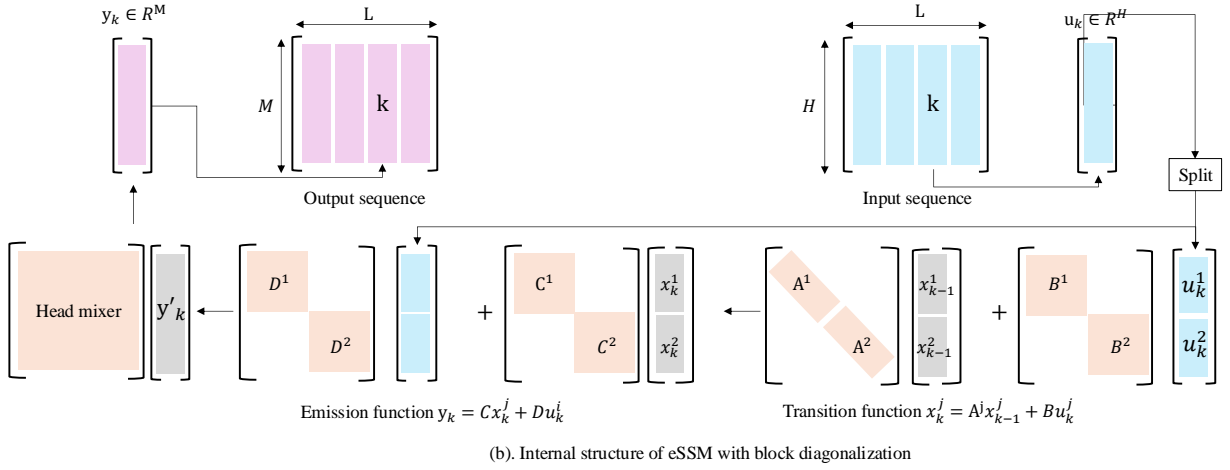 y_k ∈ R^M
L
L
u_k ∈ R^H
M
k
H
k
Output sequence
Input sequence
Split
Head mixer
y'_k
D^1
D^2
+
C^1
C^2
x_k^1
x_k^2
A^1
A^2
x_{k-1}^1
x_{k-1}^2
+
B^1
B^2
u_k^1
u_k^2
Emission function y_k = Cx_k^j + Du_k^i
Transition function x_k^j = A^j x_{k-1}^j + Bu_k^j
(b). Internal structure of eSSM with block diagonalization